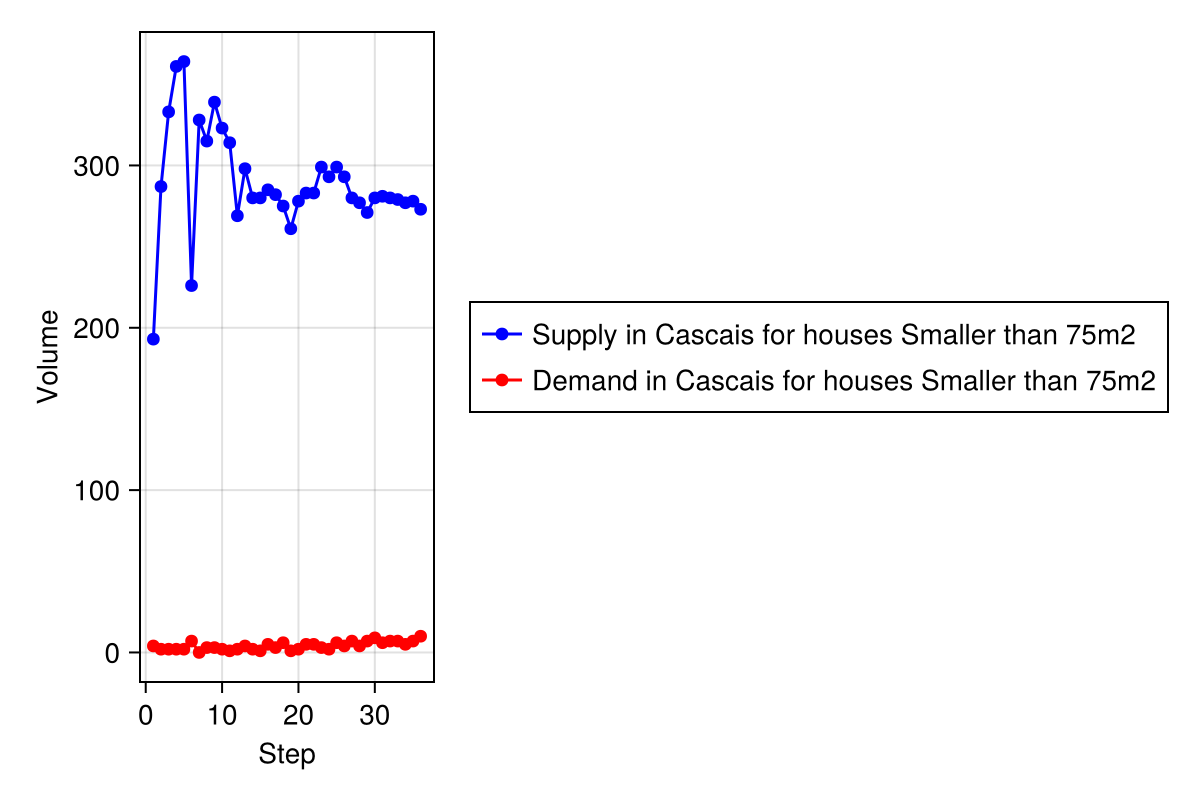 300
200
100
0
Volume
0 10 20 30
Step
Supply in Cascais for houses Smaller than 75m2
Demand in Cascais for houses Smaller than 75m2